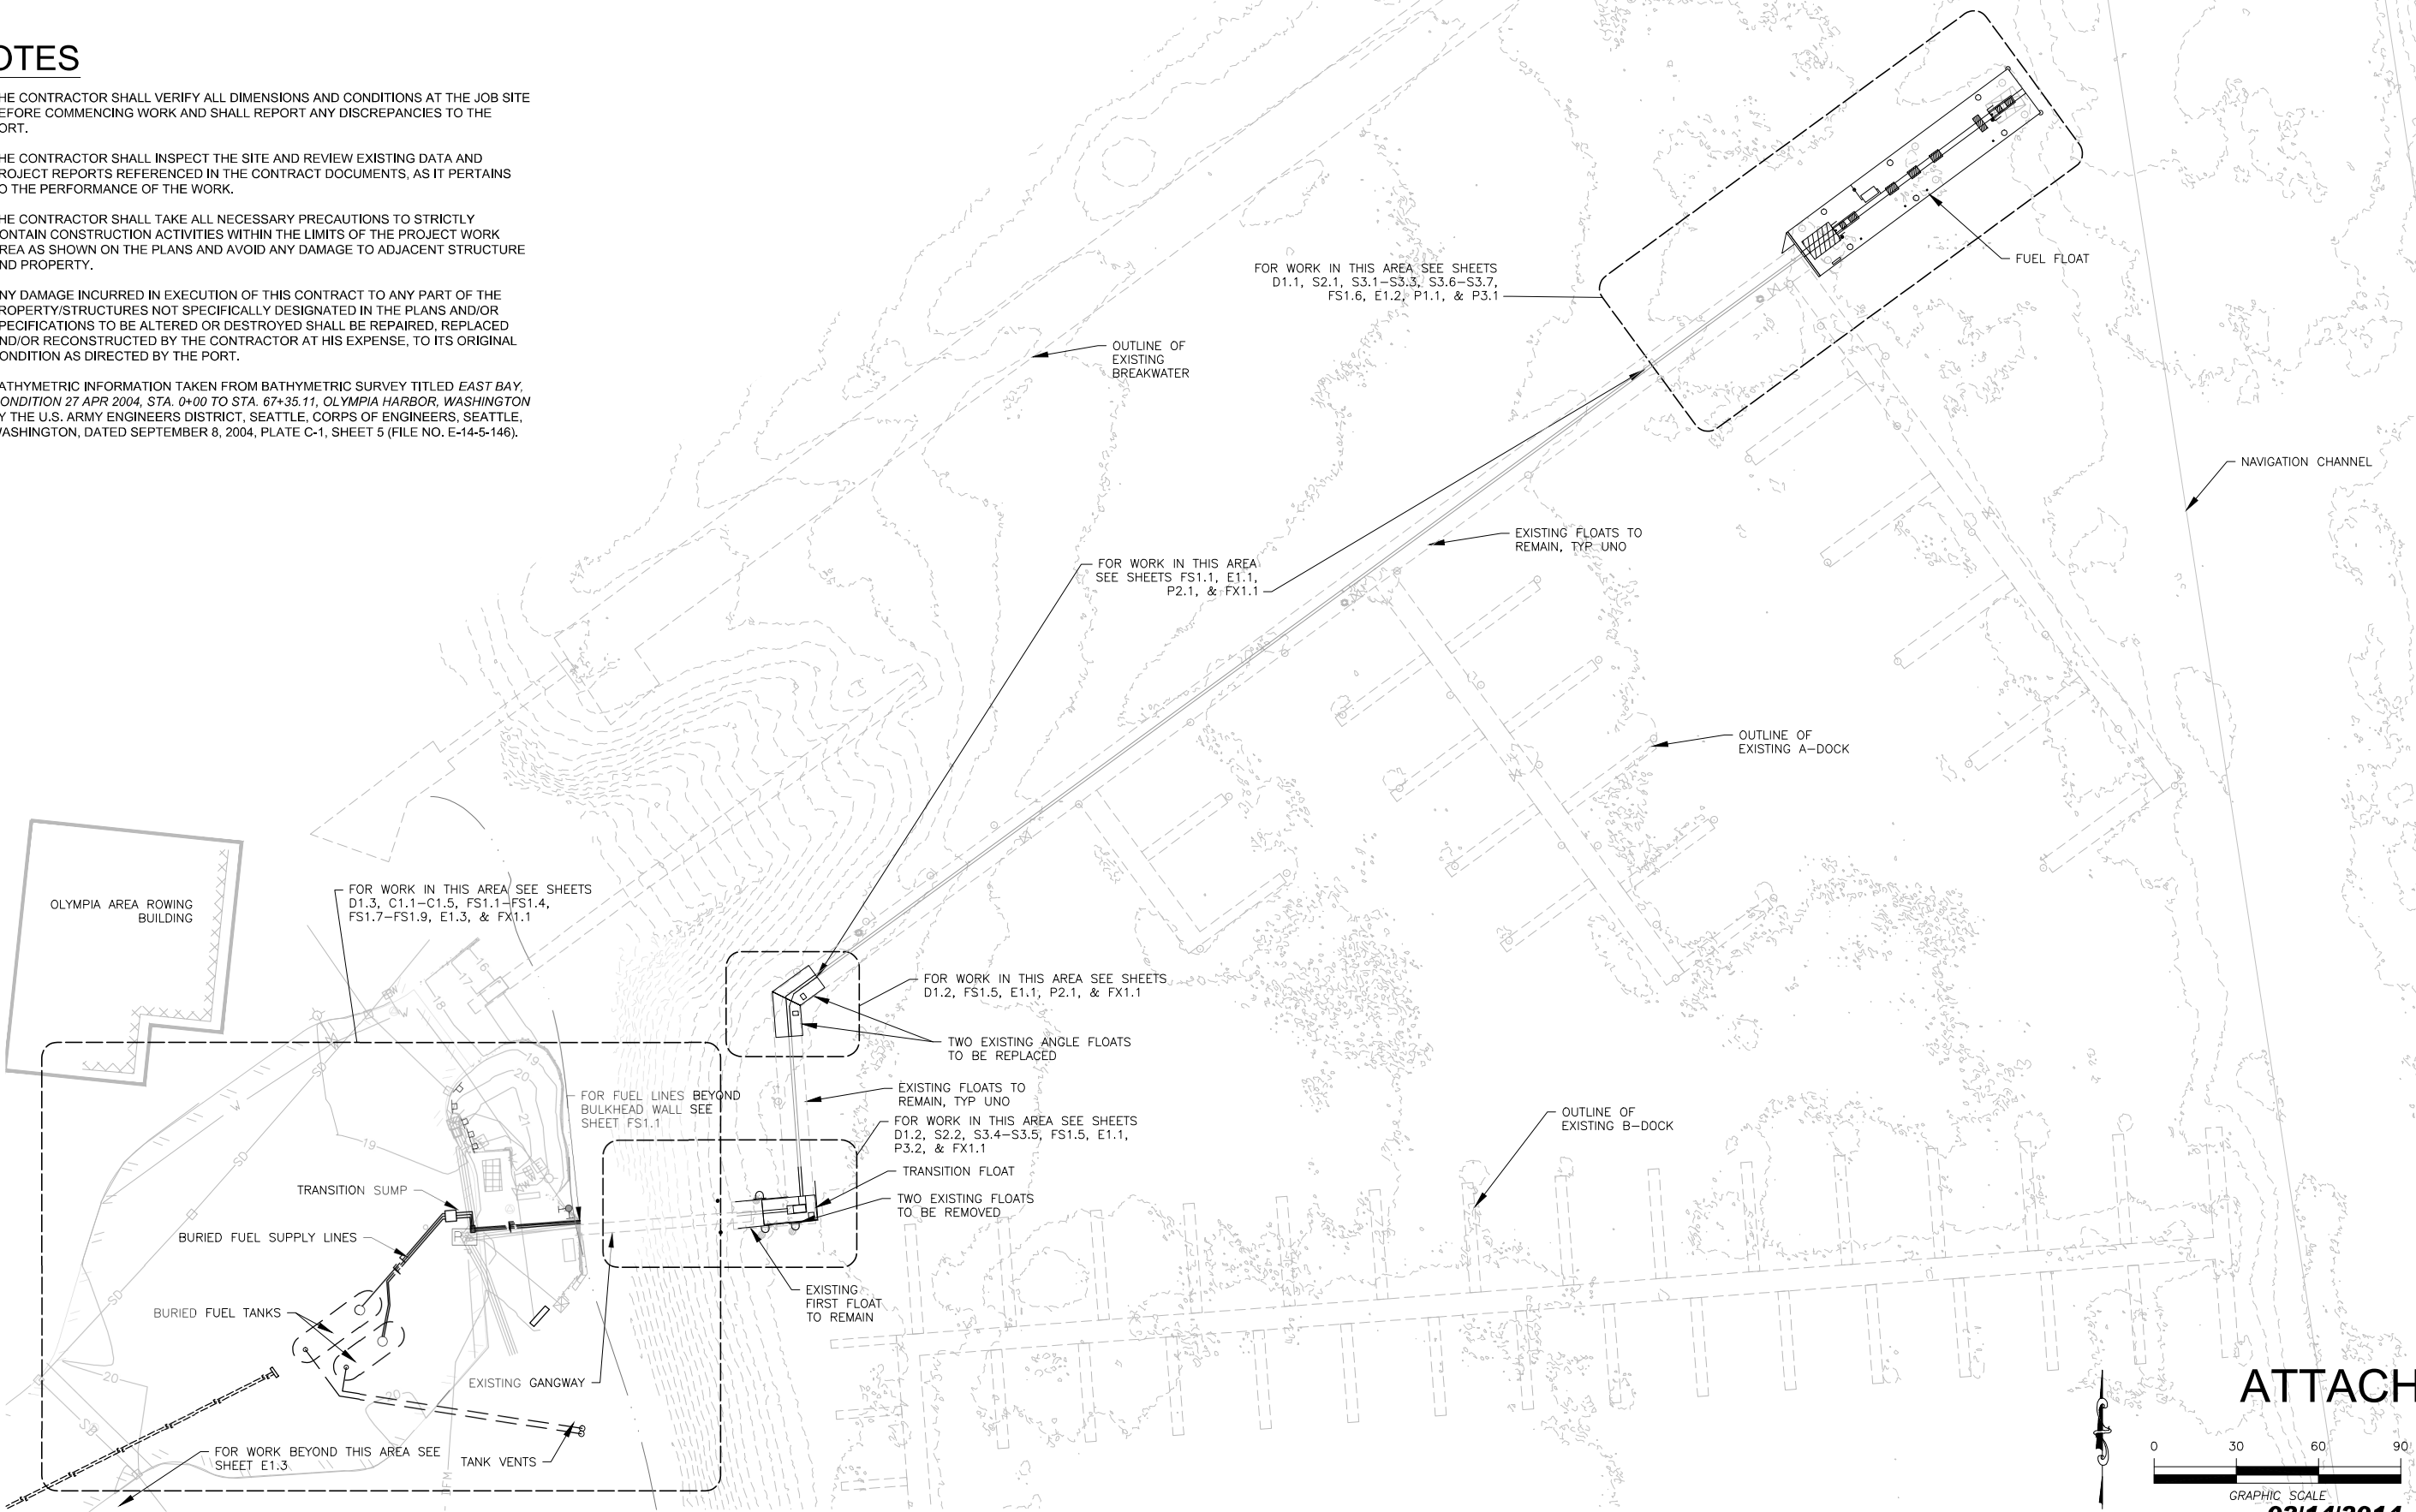 OTES
HE CONTRACTOR SHALL VERIFY ALL DIMENSIONS AND CONDITIONS AT THE JOB SITE
EFORE COMMENCING WORK AND SHALL REPORT ANY DISCREPANCIES TO THE
ORT.
HE CONTRACTOR SHALL INSPECT THE SITE AND REVIEW EXISTING DATA AND
ROJECT REPORTS REFERENCED IN THE CONTRACT DOCUMENTS, AS IT PERTAINS
O THE PERFORMANCE OF THE WORK.
HE CONTRACTOR SHALL TAKE ALL NECESSARY PRECAUTIONS TO STRICTLY
ONTAIN CONSTRUCTION ACTIVITIES WITHIN THE LIMITS OF THE PROJECT WORK
REA AS SHOWN ON THE PLANS AND AVOID ANY DAMAGE TO ADJACENT STRUCTURE
ND PROPERTY.
NY DAMAGE INCURRED IN EXECUTION OF THIS CONTRACT TO ANY PART OF THE
ROPERTY/STRUCTURES NOT SPECIFICALLY DESIGNATED IN THE PLANS AND/OR
PECIFICATIONS TO BE ALTERED OR DESTROYED SHALL BE REPAIRED, REPLACED
ND/OR RECONSTRUCTED BY THE CONTRACTOR AT HIS EXPENSE, TO ITS ORIGINAL
ONDITION AS DIRECTED BY THE PORT.
ATHYMETRIC INFORMATION TAKEN FROM BATHYMETRIC SURVEY TITLED EAST BAY,
ONDITION 27 APR 2004, STA. 0+00 TO STA. 67+35.11, OLYMPIA HARBOR, WASHINGTON
Y THE U.S. ARMY ENGINEERS DISTRICT, SEATTLE, CORPS OF ENGINEERS, SEATTLE,
WASHINGTON, DATED SEPTEMBER 8, 2004, PLATE C-1, SHEET 5 (FILE NO. E-14-5-146).
FOR WORK IN THIS AREA SEE SHEETS
D1.1, S2.1, S3.1-S3.3, S3.6-S3.7,
FS1.6, E1.2, P1.1, & P3.1
FUEL FLOAT
OUTLINE OF
EXISTING
BREAKWATER
NAVIGATION CHANNEL
EXISTING FLOATS TO
REMAIN, TYP UNO
FOR WORK IN THIS AREA
SEE SHEETS FS1.1, E1.1,
P2.1, & FX1.1
OUTLINE OF
EXISTING A-DOCK
OLYMPIA AREA ROWING
BUILDING
FOR WORK IN THIS AREA SEE SHEETS
D1.3, C1.1-C1.5, FS1.1-FS1.4,
FS1.7-FS1.9, E1.3, & FX1.1
16
17
18
FOR WORK IN THIS AREA SEE SHEETS
D1.2, FS1.5, E1.1, P2.1, & FX1.1
TWO EXISTING ANGLE FLOATS
TO BE REPLACED
SD
W
19
20
21
19
FOR FUEL LINES BEYOND
BULKHEAD WALL SEE
SHEET FS1.1
EXISTING FLOATS TO
REMAIN, TYP UNO
FOR WORK IN THIS AREA SEE SHEETS
D1.2, S2.2, S3.4-S3.5, FS1.5, E1.1,
P3.2, & FX1.1
OUTLINE OF
EXISTING B-DOCK
SD
TRANSITION FLOAT
TRANSITION SUMP
TWO EXISTING FLOATS
TO BE REMOVED
BURIED FUEL SUPPLY LINES
SD
EXISTING
FIRST FLOAT
TO REMAIN
BURIED FUEL TANKS
20
20
EXISTING GANGWAY
FOR WORK BEYOND THIS AREA SEE
SHEET E1.3
TANK VENTS
ATTACH
0 30 60 90
GRAPHIC SCALE